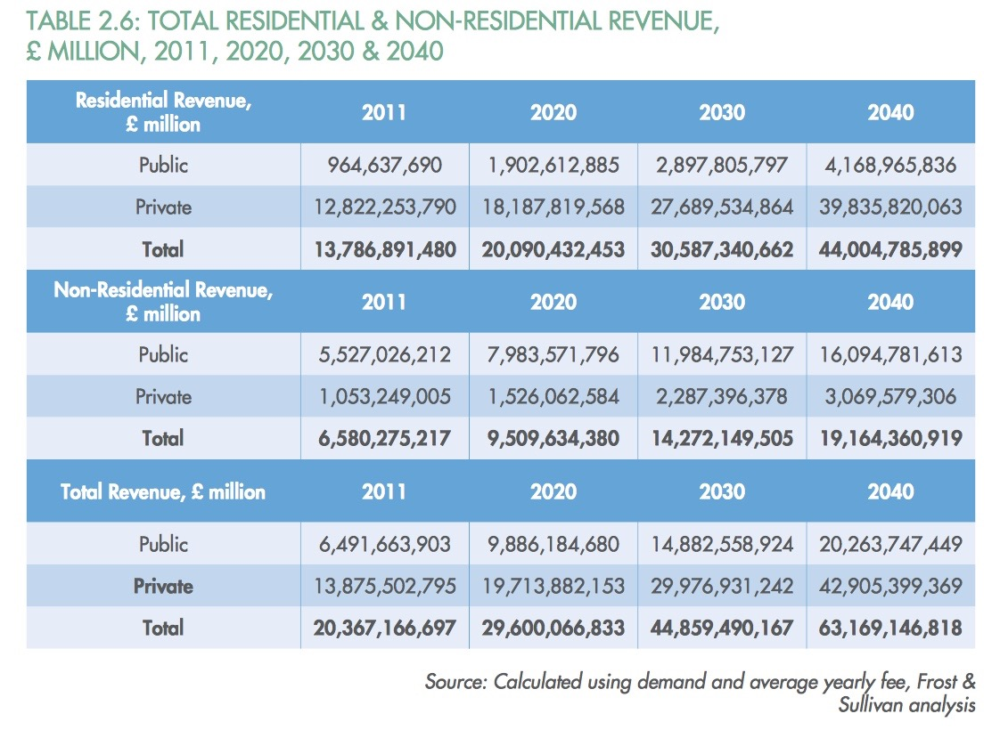 TABLE 2.6: TOTAL RESIDENTIAL & NON-RESIDENTIAL REVENUE,
£ MILLION, 2011, 2020, 2030 & 2040
Residential Revenue,
£ million 2011 2020 2030 2040
Public 964,637,690 1,902,612,885 2,897,805,797 4,168,965,836
Private 12,822,253,790 18,187,819,568 27,689,534,864 39,835,820,063
Total 13,786,891,480 20,090,432,453 30,587,340,662 44,004,785,899
Non-Residential Revenue,
£ million 2011 2020 2030 2040
Public 5,527,026,212 7,983,571,796 11,984,753,127 16,094,781,613
Private 1,053,249,005 1,526,062,584 2,287,396,378 3,069,579,306
Total 6,580,275,217 9,509,634,380 14,272,149,505 19,164,360,919
Total Revenue, £ million 2011 2020 2030 2040
Public 6,491,663,903 9,886,184,680 14,882,558,924 20,263,747,449
Private 13,875,502,795 19,713,882,153 29,976,931,242 42,905,399,369
Total 20,367,166,697 29,600,066,833 44,859,490,167 63,169,146,818
Source: Calculated using demand and average yearly fee, Frost &
Sullivan analysis